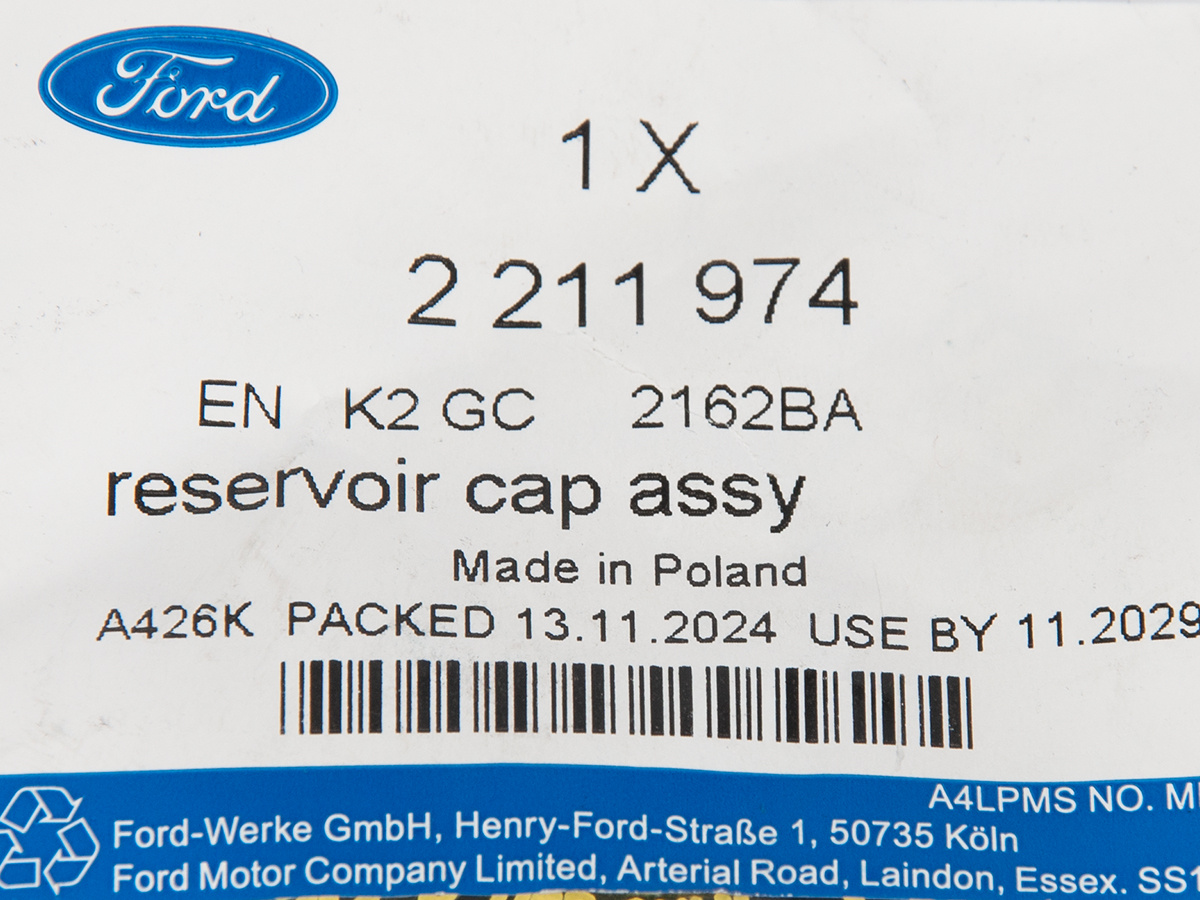 Ford
1 X
2 211 974
EN K2 GC 2162BA
reservoir cap assy
Made in Poland
A426K PACKED 13.11.2024 USE BY 11.2029
A4LPMS NO.
Ford-Werke GmbH, Henry-Ford-Straße 1, 50735 Köln
Ford Motor Company Limited, Arterial Road, Laindon, Essex.